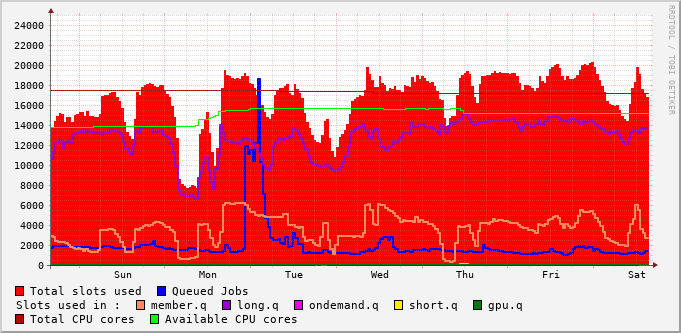 RRDTOOL / TOBI OETIKER
24000
22000
20000
18000
16000
14000
12000
10000
8000
6000
4000
2000
0
Sun Mon Tue Wed Thu Fri Sat
Total slots used Queued Jobs
Slots used in : member.q long.q ondemand.q short.q gpu.q
Total CPU cores Available CPU cores